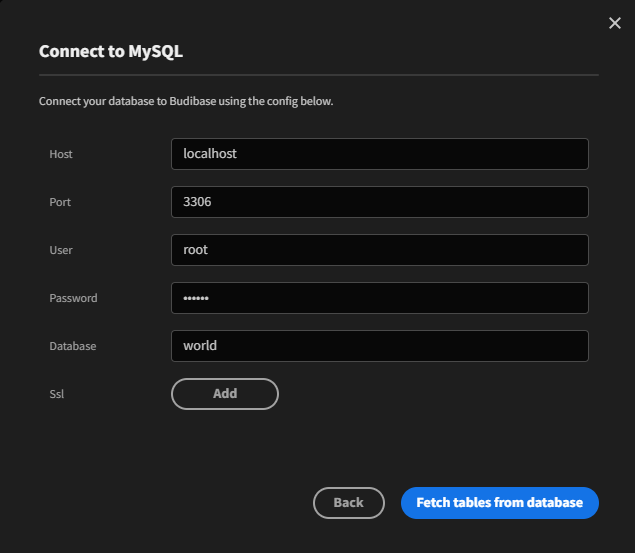 Connect to MySQL
Connect your database to Budibase using the config below.
Host localhost
Port 3306
User root
Password ••••••
Database world
Ssl Add
Back Fetch tables from database